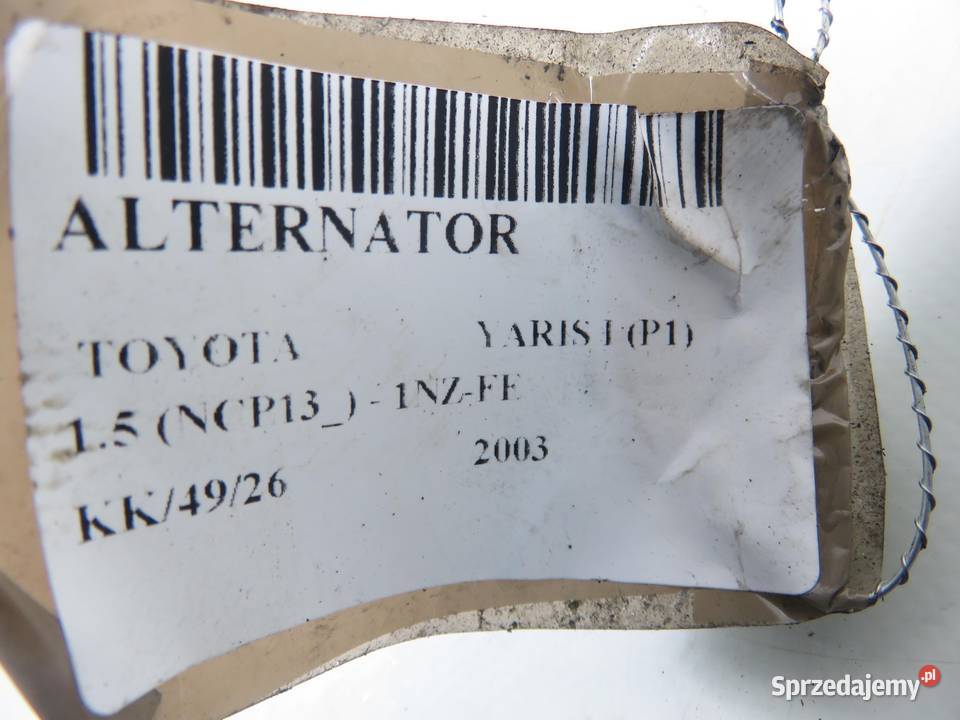 ALTERNATOR
TOYOTA YARIS I (P1)
1.5 (NCP13_) - 1NZ-FE
2003
KK/49/26
Sprzedajemy.pl